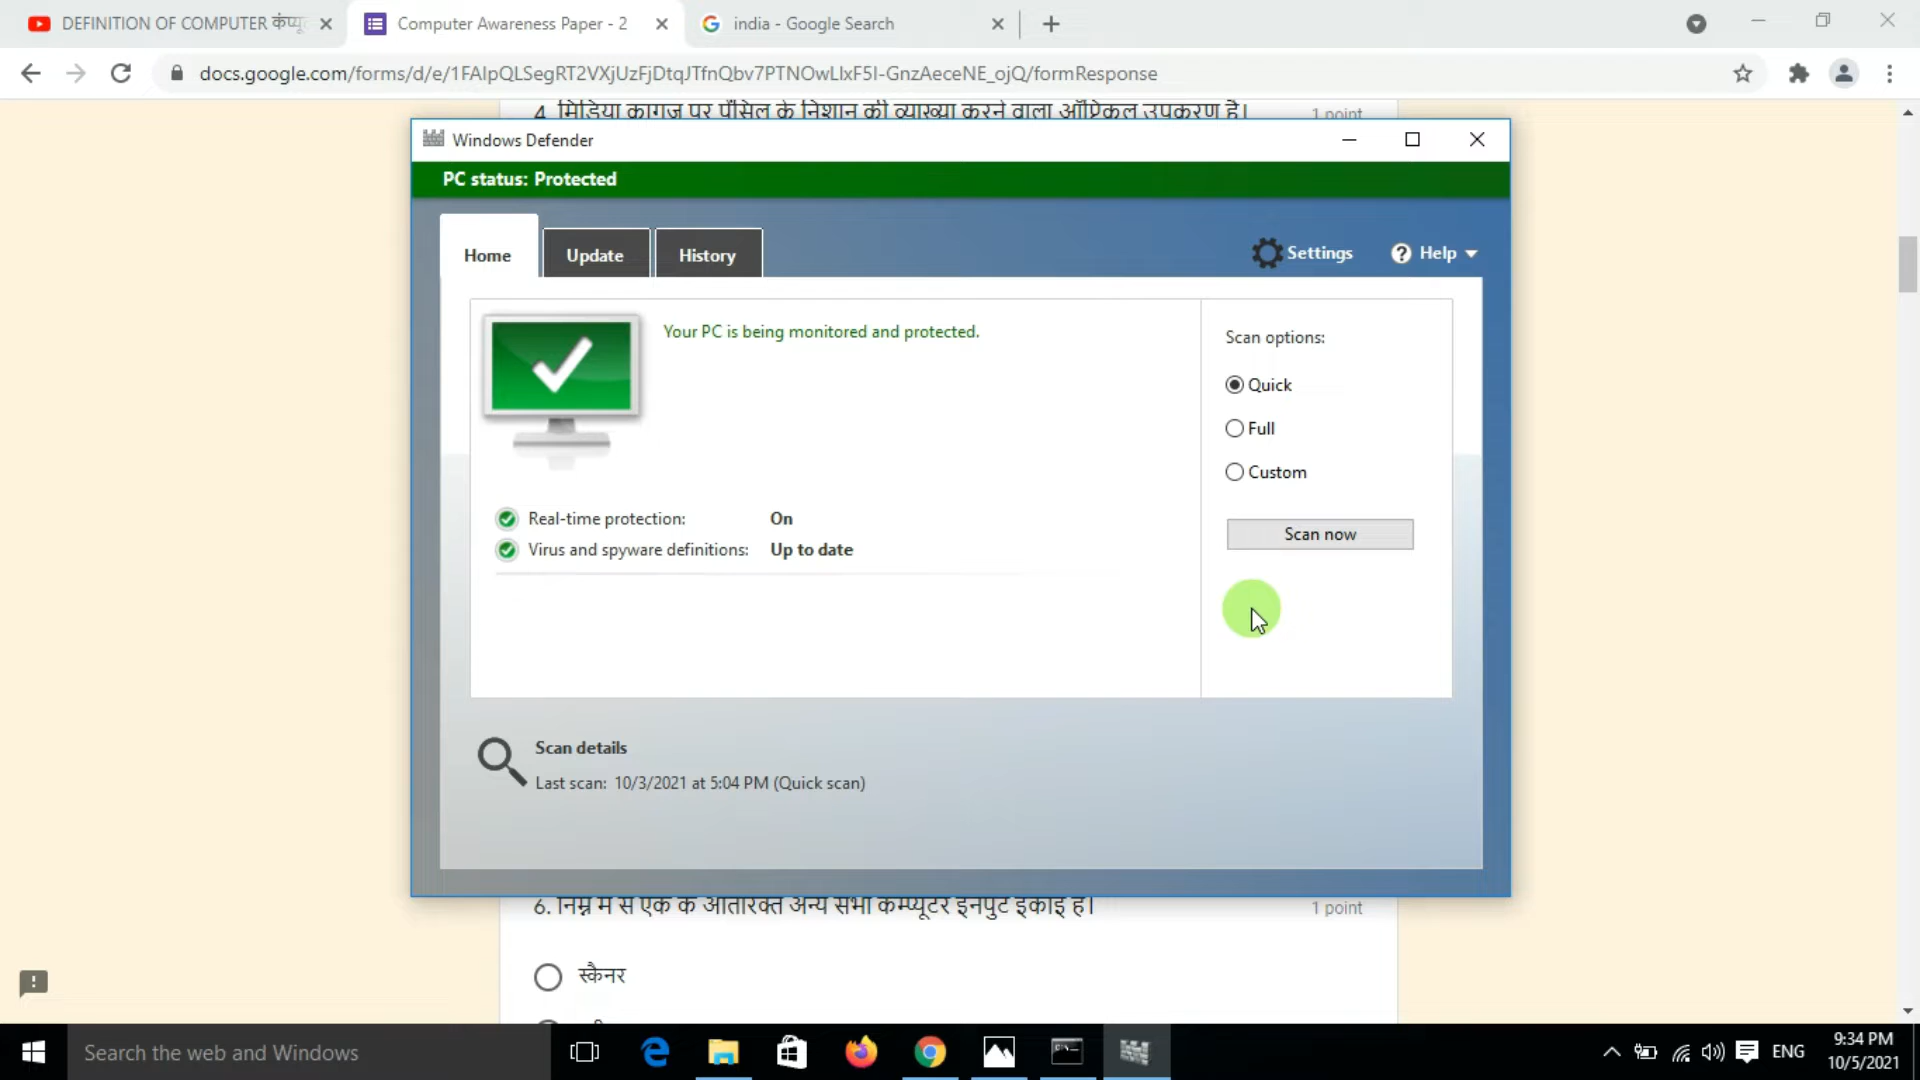 DEFINITION OF COMPUTER
Computer Awareness Paper - 2
india - Google Search
docs.google.com/forms/d/e/1FAIpQLSegRT2VXjUzFjDtqJTfnQbv7PTNOwLlxF5I-GnzAeceNE_ojQ/formResponse
4. मिडिया कागज पर पेंसिल के निशान की व्याख्या करने वाला ऑप्टिकल उपकरण है।
1 point
Windows Defender
PC status: Protected
Home
Update
History
Settings
Help
Your PC is being monitored and protected.
Scan options:
Quick
Full
Custom
Scan now
Real-time protection: On
Virus and spyware definitions: Up to date
Scan details
Last scan: 10/3/2021 at 5:04 PM (Quick scan)
6. निम्न में से एक के अतिरिक्त अन्य सभी कम्प्यूटर इनपुट इकाई है।
1 point
स्कैनर
Search the web and Windows
ENG
9:34 PM
10/5/2021